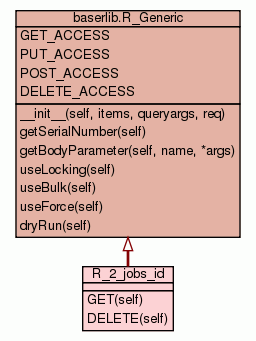 baserlib.R_Generic
GET_ACCESS
PUT_ACCESS
POST_ACCESS
DELETE_ACCESS
__init__(self, items, queryargs, req)
getSerialNumber(self)
getBodyParameter(self, name, *args)
useLocking(self)
useBulk(self)
useForce(self)
dryRun(self)
R_2_jobs_id
GET(self)
DELETE(self)